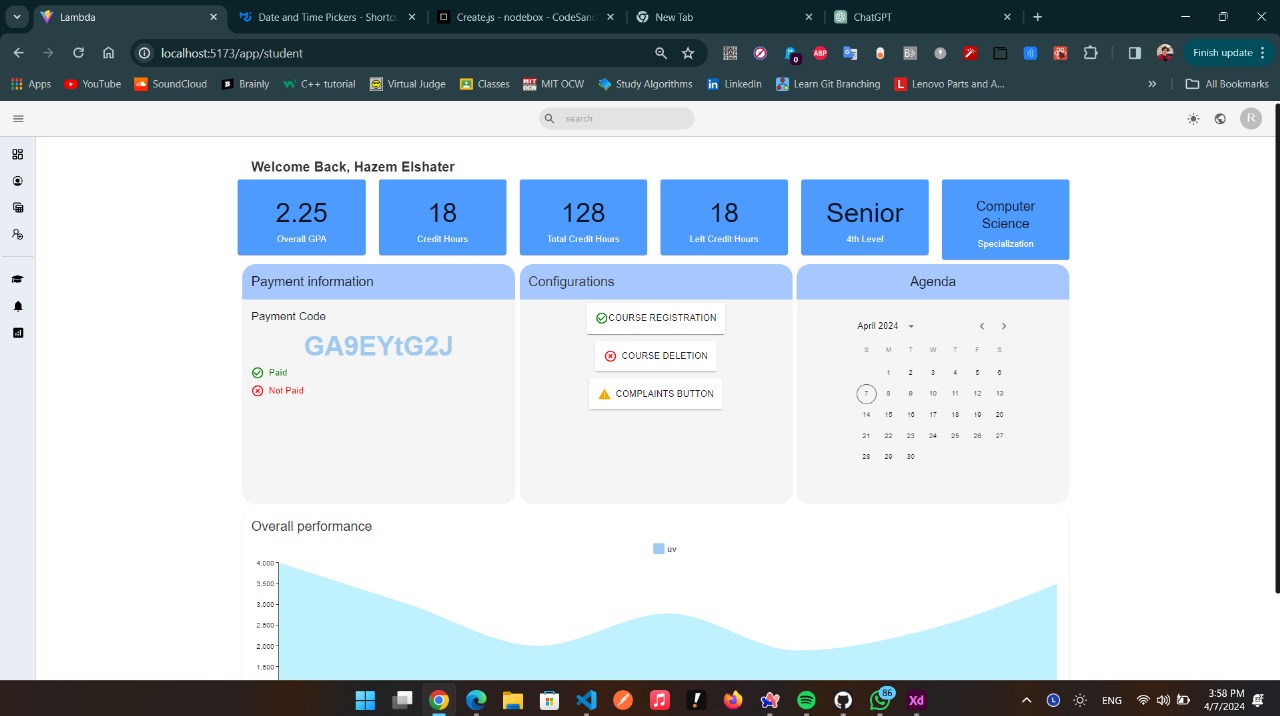 Lambda
Date and Time Pickers - Shortcu
Create.js - nodebox - CodeSand
New Tab
ChatGPT
localhost:5173/app/student
0
ABP
Finish update
Apps
YouTube
SoundCloud
Brainly
C++ tutorial
Virtual Judge
Classes
MIT OCW
Study Algorithms
LinkedIn
Learn Git Branching
Lenovo Parts and A...
All Bookmarks
search
R
Welcome Back, Hazem Elshater
2.25
Overall GPA
18
Credit Hours
128
Total Credit Hours
18
Left Credit Hours
Senior
4th Level
Computer
Science
Specialization
Payment information
Payment Code
GA9EYtG2J
Paid
Not Paid
Configurations
COURSE REGISTRATION
COURSE DELETION
COMPLAINTS BUTTON
Agenda
April 2024
S M T W T F S
1 2 3 4 5 6
7 8 9 10 11 12 13
14 15 16 17 18 19 20
21 22 23 24 25 26 27
28 29 30
Overall performance
uv
4,000
3,500
3,000
2,500
2,000
1,500
86
Xd
ENG
3:58 PM
4/7/2024